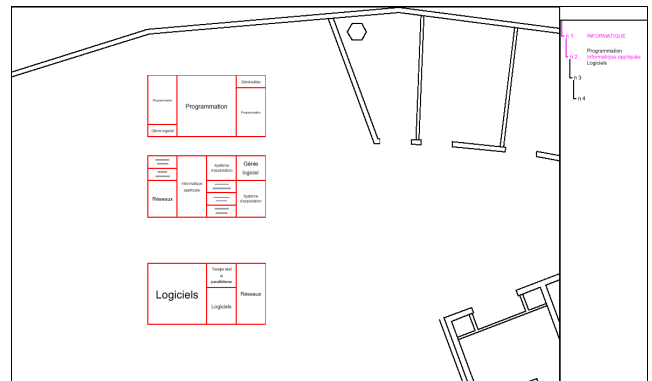 Programmation
Génie logiciel
Programmation
Généralités
Programmation
Réseaux
Informatique
appliquée
Système
d'exploitation
Génie
logiciel
Système
d'exploitation
Logiciels
Temps réel
et
parallélisme
Logiciels
Réseaux
n 1 INFORMATIQUE
Programmation
n 2 Informatique appliquée
Logiciels
n 3
n 4